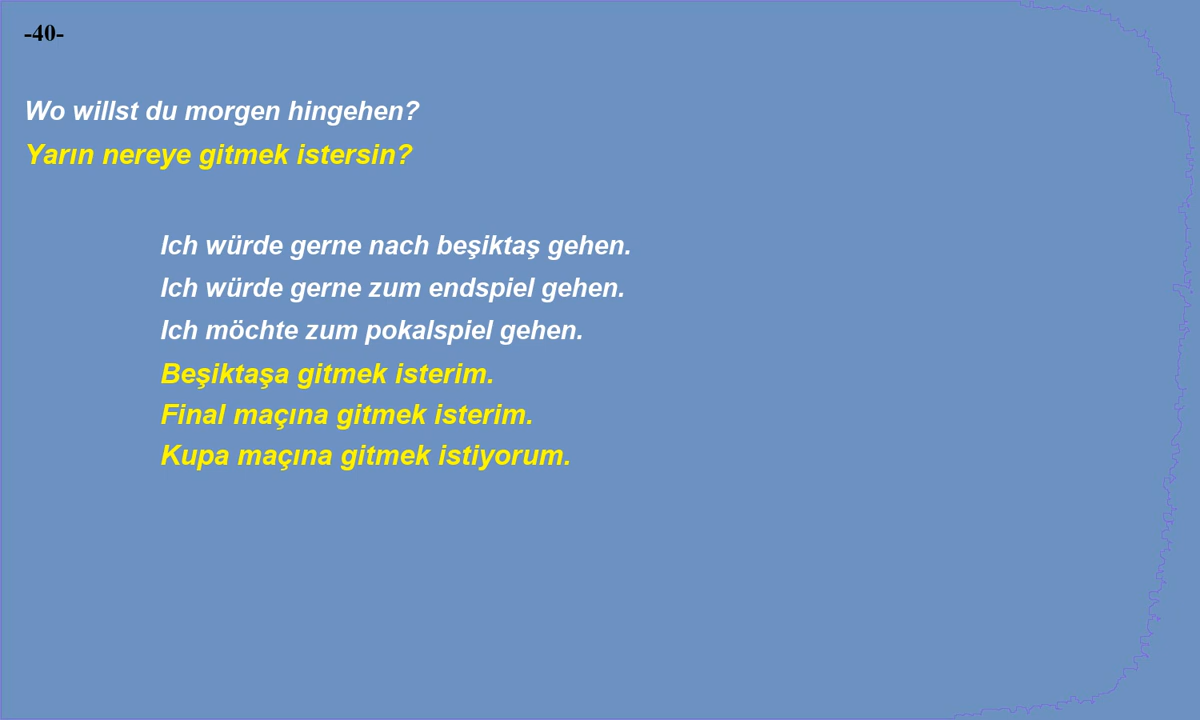 -40-
Wo willst du morgen hingehen?
Yarın nereye gitmek istersin?
Ich würde gerne nach beşiktaş gehen.
Ich würde gerne zum endspiel gehen.
Ich möchte zum pokalspiel gehen.
Beşiktaşa gitmek isterim.
Final maçına gitmek isterim.
Kupa maçına gitmek istiyorum.